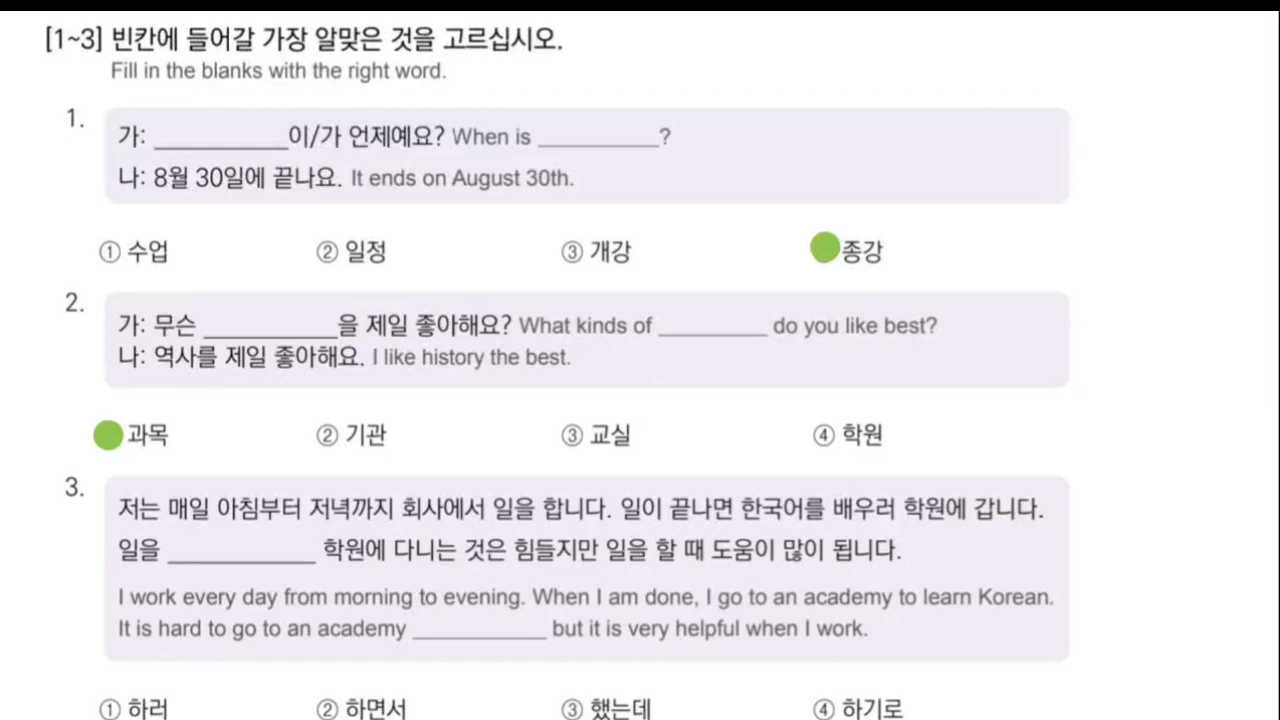 [1~3] 빈칸에 들어갈 가장 알맞은 것을 고르십시오.
Fill in the blanks with the right word.
1.
가: ___________이/가 언제예요? When is __________?
나: 8월 30일에 끝나요. It ends on August 30th.
① 수업 ② 일정 ③ 개강 종강
2.
가: 무슨 ___________을 제일 좋아해요? What kinds of _________ do you like best?
나: 역사를 제일 좋아해요. I like history the best.
과목 ② 기관 ③ 교실 ④ 학원
3.
저는 매일 아침부터 저녁까지 회사에서 일을 합니다. 일이 끝나면 한국어를 배우러 학원에 갑니다.
일을 ____________ 학원에 다니는 것은 힘들지만 일을 할 때 도움이 많이 됩니다.
I work every day from morning to evening. When I am done, I go to an academy to learn Korean.
It is hard to go to an academy ___________ but it is very helpful when I work.
① 하러 ② 하면서 ③ 했는데 ④ 하기로